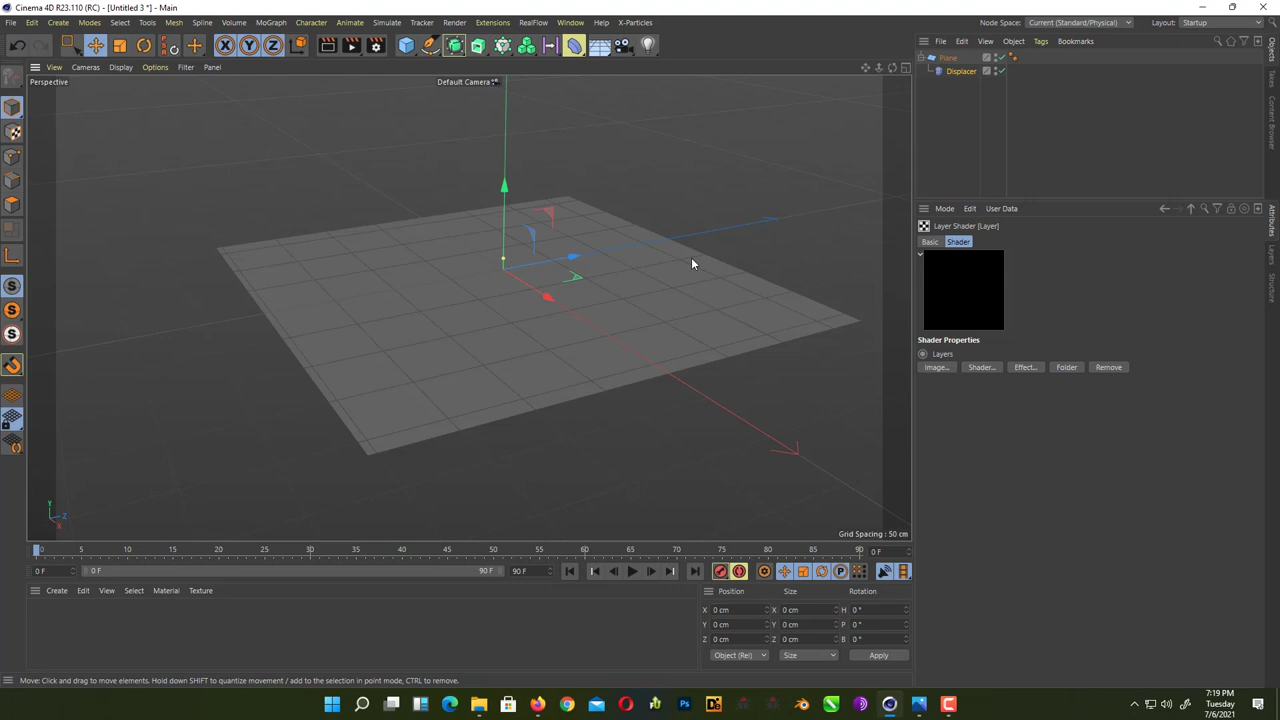 Cinema 4D R23.110 (RC) - [Untitled 3 *] - Main
File Edit Create Modes Select Tools Mesh Spline Volume MoGraph Character Animate Simulate Tracker Render Extensions RealFlow Window Help X-Particles Node Space: Current (Standard/Physical) Layout: Startup
X Y Z
File Edit View Object Tags Bookmarks
View Cameras Display Options Filter Panel
Perspective
Default Camera
Plane
Displacer
Objects
Takes
Content Browser
Mode Edit User Data
Layer Shader [Layer]
Basic Shader
Shader Properties
Layers
Image... Shader... Effect... Folder Remove
Attributes
Layers
Structure
S
S
S
Y
Z
X
Grid Spacing : 50 cm
0 5 10 15 20 25 30 35 40 45 50 55 60 65 70 75 80 85 90 0 F
0 F 0 F 90 F 90 F
P
Create Edit View Select Material Texture
Position Size Rotation
X 0 cm X 0 cm H 0 °
Y 0 cm Y 0 cm P 0 °
Z 0 cm Z 0 cm B 0 °
Object (Rel) Size Apply
Move: Click and drag to move elements. Hold down SHIFT to quantize movement / add to the selection in point mode, CTRL to remove.
Ps
7:19 PM
Tuesday
7/6/2021